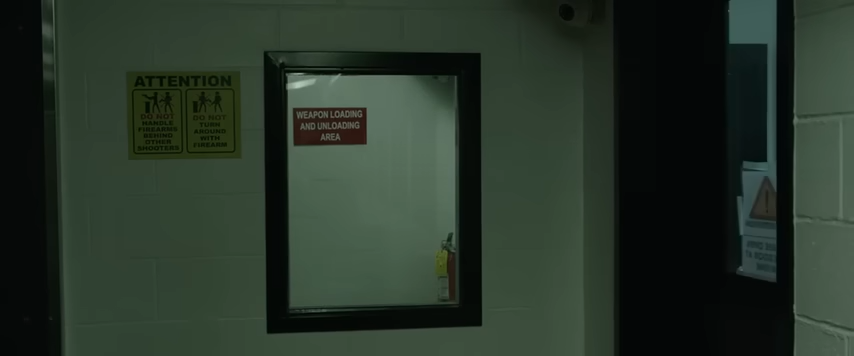 ATTENTION
DO NOT
HANDLE
FIREARMS
BEHIND
OTHER
SHOOTERS
DO NOT
TURN
AROUND
WITH
FIREARM
WEAPON LOADING
AND UNLOADING
AREA